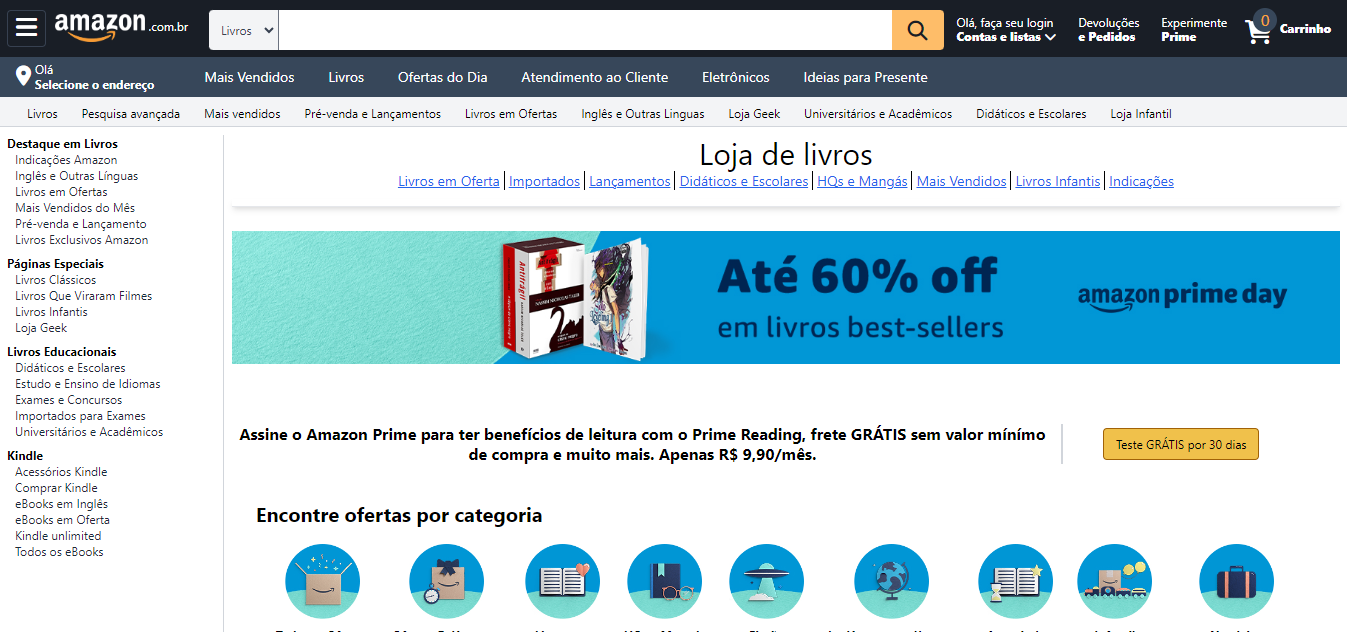 amazon.com.br
Livros
Olá, faça seu login
Contas e listas
Devoluções
e Pedidos
Experimente
Prime
0
Carrinho
Olá
Selecione o endereço
Mais Vendidos
Livros
Ofertas do Dia
Atendimento ao Cliente
Eletrônicos
Ideias para Presente
Livros
Pesquisa avançada
Mais vendidos
Pré-venda e Lançamentos
Livros em Ofertas
Inglês e Outras Linguas
Loja Geek
Universitários e Acadêmicos
Didáticos e Escolares
Loja Infantil
Destaque em Livros
Indicações Amazon
Inglês e Outras Línguas
Livros em Ofertas
Mais Vendidos do Mês
Pré-venda e Lançamento
Livros Exclusivos Amazon
Páginas Especiais
Livros Clássicos
Livros Que Viraram Filmes
Livros Infantis
Loja Geek
Livros Educacionais
Didáticos e Escolares
Estudo e Ensino de Idiomas
Exames e Concursos
Importados para Exames
Universitários e Acadêmicos
Kindle
Acessórios Kindle
Comprar Kindle
eBooks em Inglês
eBooks em Oferta
Kindle unlimited
Todos os eBooks
Loja de livros
Livros em Oferta
Importados
Lançamentos
Didáticos e Escolares
HQs e Mangás
Mais Vendidos
Livros Infantis
Indicações
Antifrágil
Até 60% off
em livros best-sellers
amazon prime day
Assine o Amazon Prime para ter benefícios de leitura com o Prime Reading, frete GRÁTIS sem valor mínímo
de compra e muito mais. Apenas R$ 9,90/mês.
Teste GRÁTIS por 30 dias
Encontre ofertas por categoria